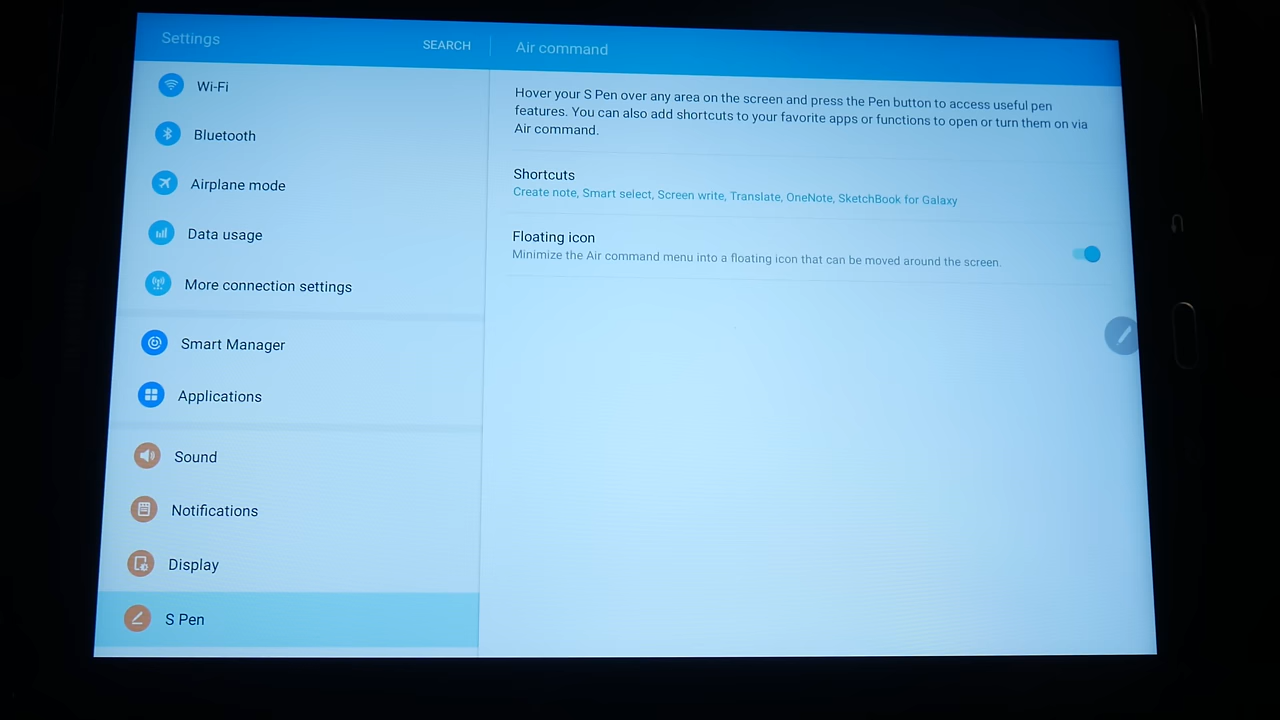 Settings
SEARCH
Air command
Wi-Fi
Bluetooth
Airplane mode
Data usage
More connection settings
Smart Manager
Applications
Sound
Notifications
Display
S Pen
Hover your S Pen over any area on the screen and press the Pen button to access useful pen
features. You can also add shortcuts to your favorite apps or functions to open or turn them on via
Air command.
Shortcuts
Create note, Smart select, Screen write, Translate, OneNote, SketchBook for Galaxy
Floating icon
Minimize the Air command menu into a floating icon that can be moved around the screen.